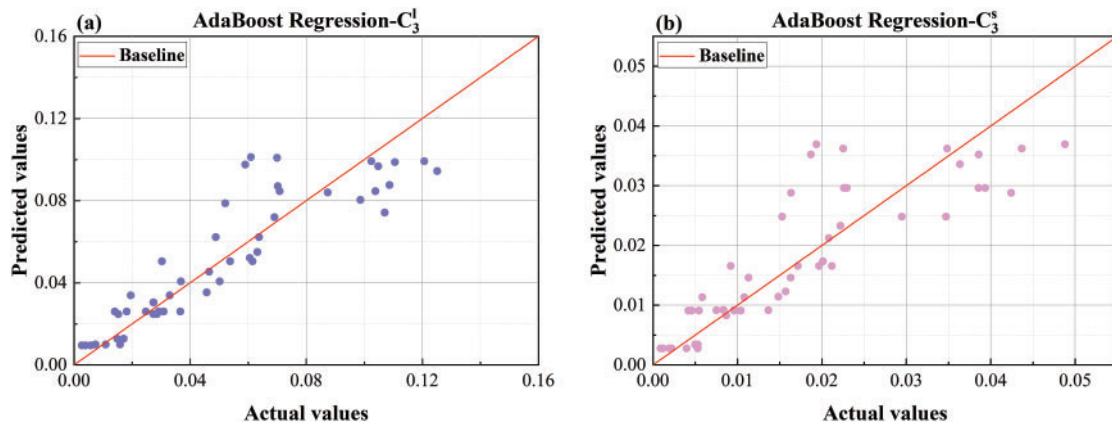 (a) AdaBoost Regression-C₃ˡ
Baseline
0.16
0.12
0.08
0.04
0.00
Predicted values
0.00 0.04 0.08 0.12 0.16
Actual values
(b) AdaBoost Regression-C₃ˢ
Baseline
0.05
0.04
0.03
0.02
0.01
0.00
Predicted values
0.00 0.01 0.02 0.03 0.04 0.05
Actual values